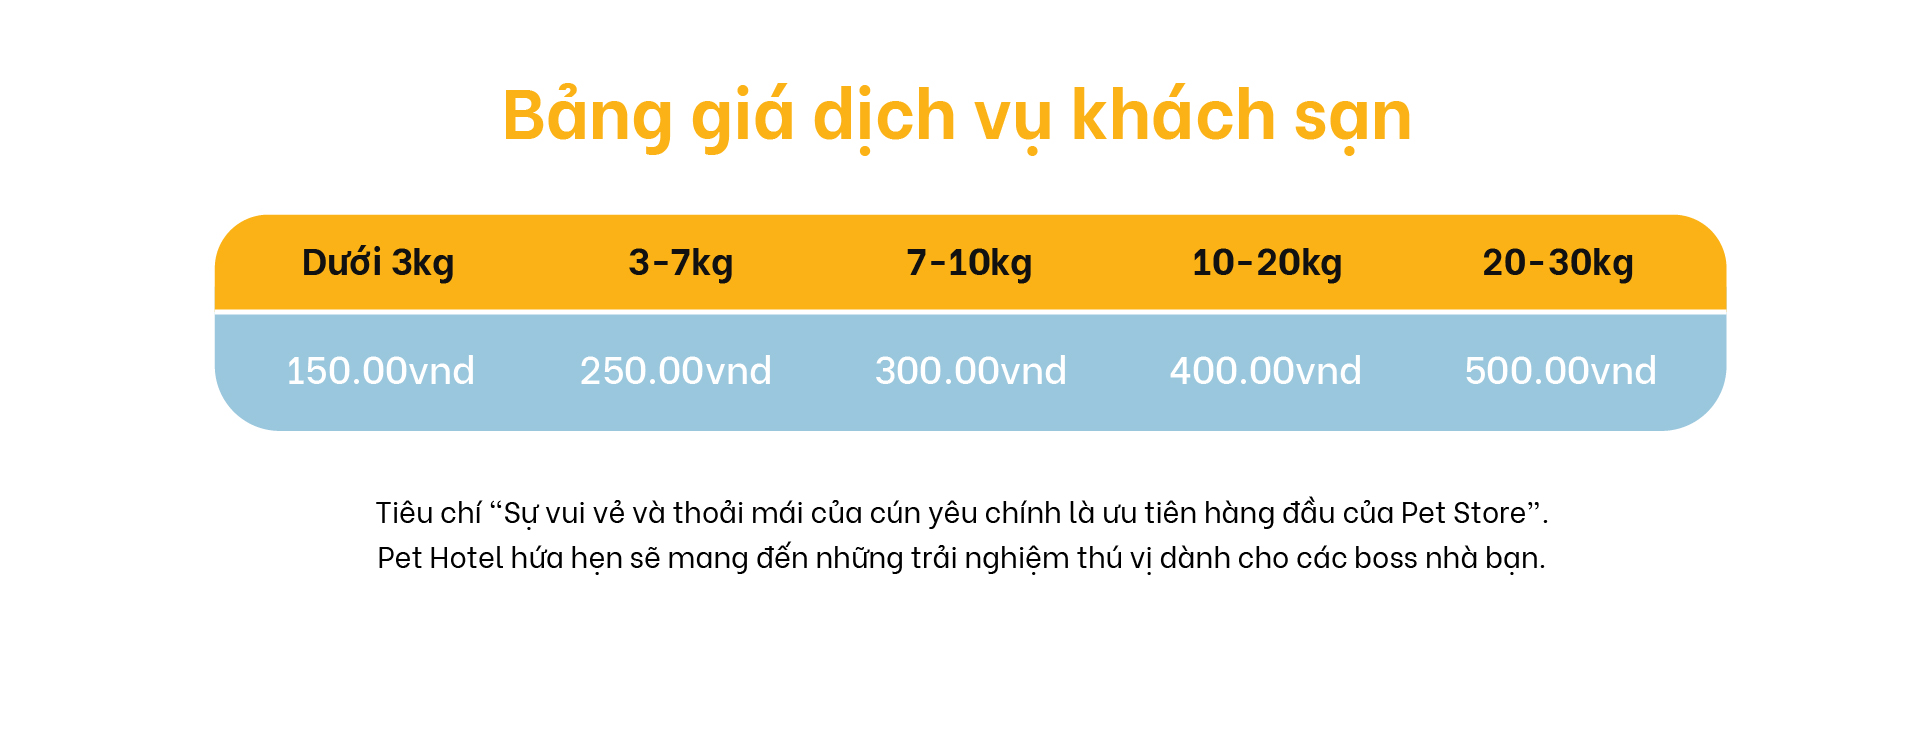 Bảng giá dịch vụ khách sạn
Dưới 3kg 3-7kg 7-10kg 10-20kg 20-30kg
150.00vnd 250.00vnd 300.00vnd 400.00vnd 500.00vnd
Tiêu chí “Sự vui vẻ và thoải mái của cún yêu chính là ưu tiên hàng đầu của Pet Store”.
Pet Hotel hứa hẹn sẽ mang đến những trải nghiệm thú vị dành cho các boss nhà bạn.